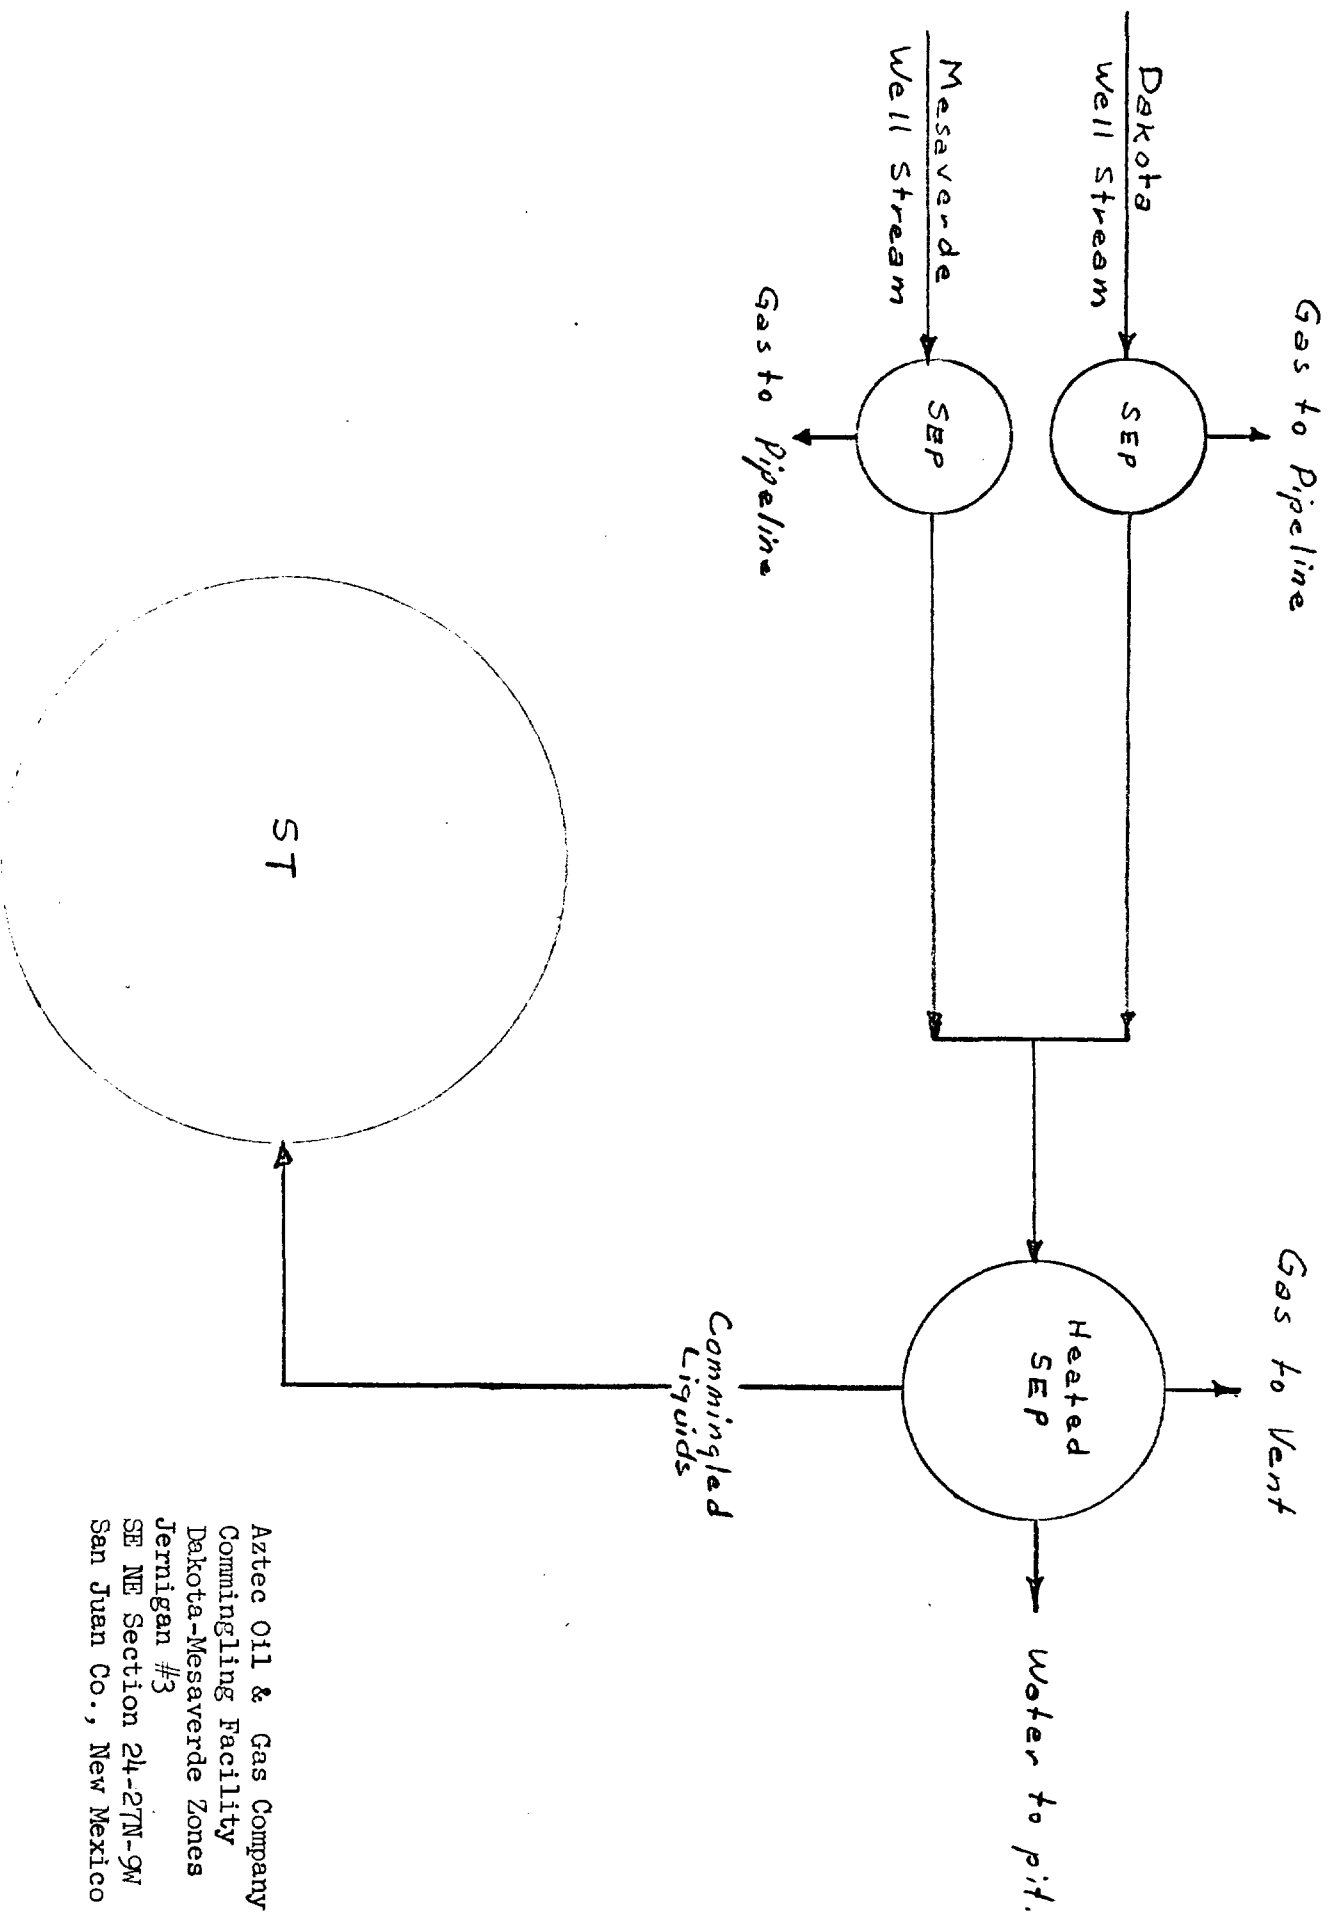 Gas to Pipeline
Gas to Vent
Dakota
Well Stream
SEP
Heated
SEP
Water to pit.
Mesaverde
Well Stream
SEP
Gas to Pipeline
Commingled
Liquids
ST
Aztec Oil & Gas Company
Commingling Facility
Dakota-Mesaverde Zones
Jernigan #3
SE NE Section 24-27N-9W
San Juan Co., New Mexico